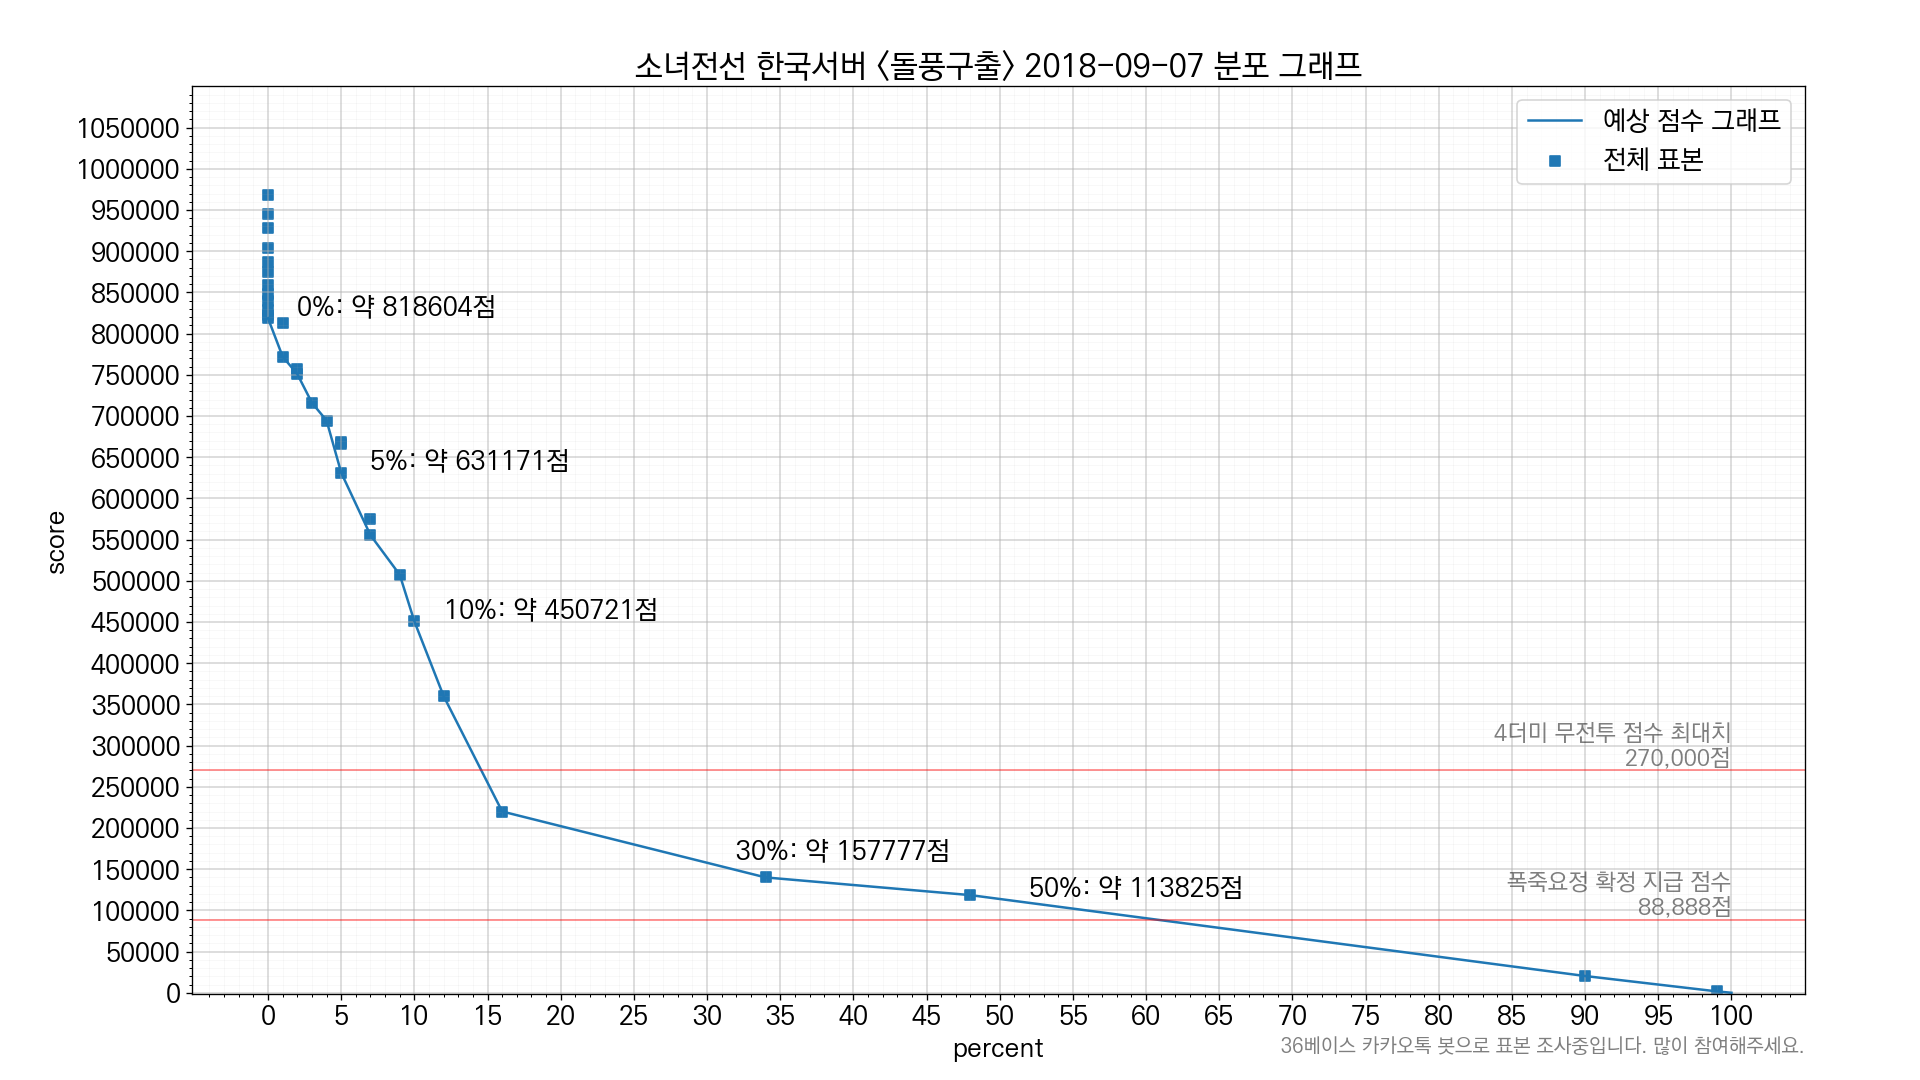 소녀전선 한국서버 〈돌풍구출〉 2018-09-07 분포 그래프
예상 점수 그래프
전체 표본
1050000
1000000
950000
900000
850000
800000
750000
700000
650000
600000
550000
500000
450000
400000
350000
300000
250000
200000
150000
100000
50000
0
score
0%: 약 818604점
5%: 약 631171점
10%: 약 450721점
30%: 약 157777점
50%: 약 113825점
4더미 무전투 점수 최대치
270,000점
폭죽요정 확정 지급 점수
88,888점
0 5 10 15 20 25 30 35 40 45 50 55 60 65 70 75 80 85 90 95 100
percent
36베이스 카카오톡 봇으로 표본 조사중입니다. 많이 참여해주세요.